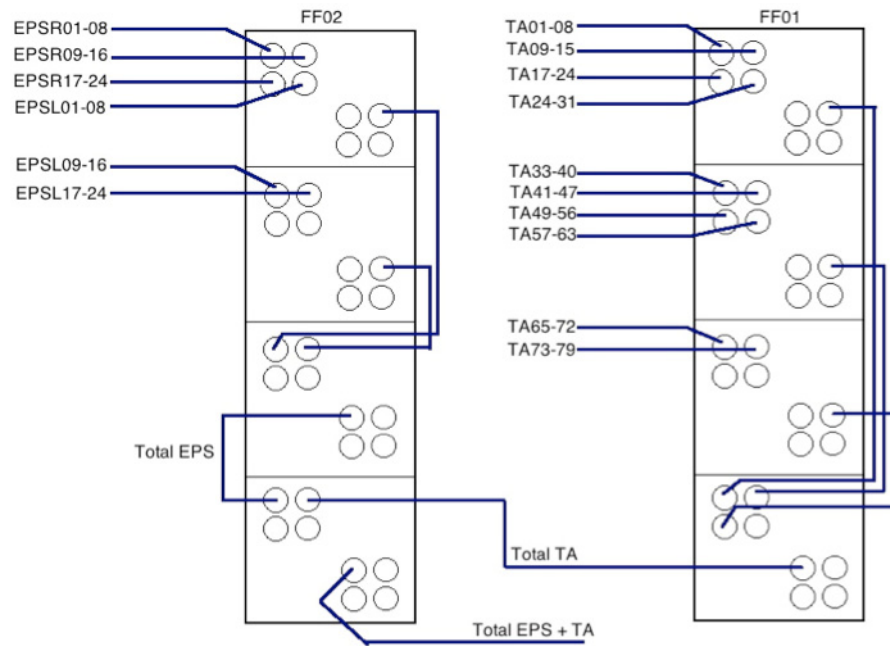 FF02
EPSR01-08
EPSR09-16
EPSR17-24
EPSL01-08
EPSL09-16
EPSL17-24
Total EPS
FF01
TA01-08
TA09-15
TA17-24
TA24-31
TA33-40
TA41-47
TA49-56
TA57-63
TA65-72
TA73-79
Total TA
Total EPS + TA